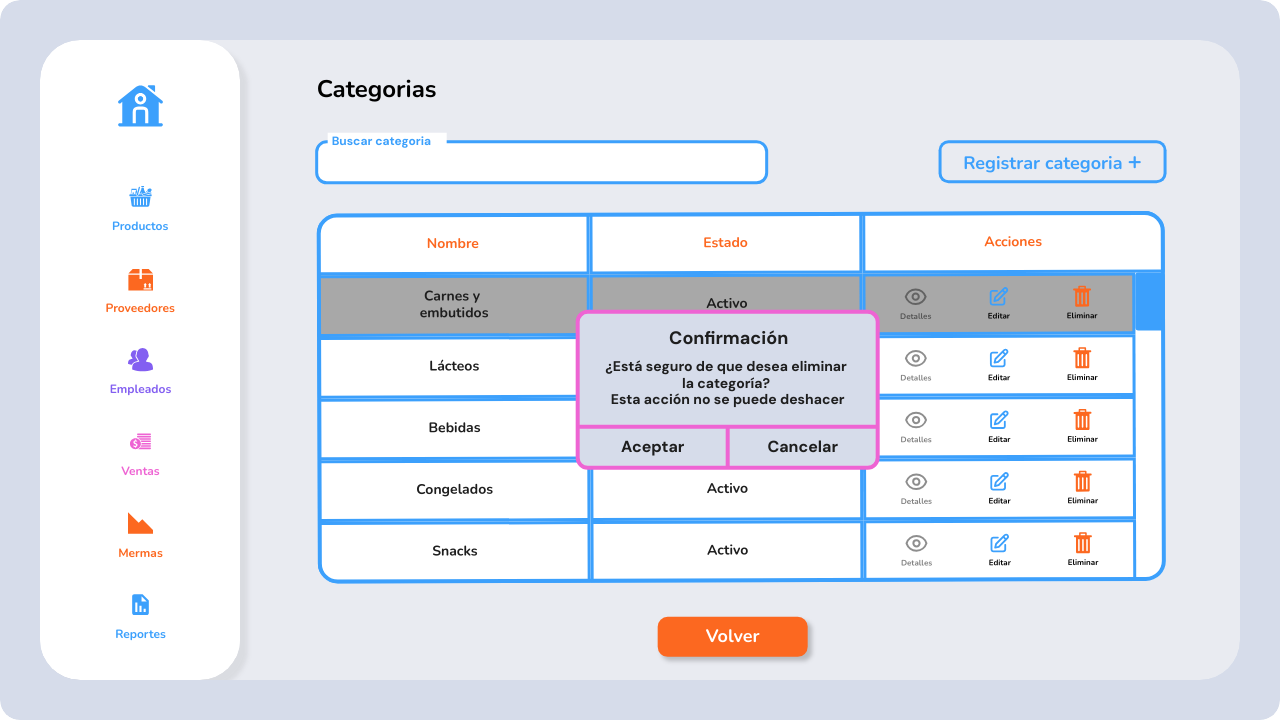 Categorias
Buscar categoria
Registrar categoria +
Productos
Proveedores
Empleados
Ventas
Mermas
Reportes
Nombre
Estado
Acciones
Carnes y
embutidos
Activo
Detalles
Editar
Eliminar
Lácteos
Detalles
Editar
Eliminar
Bebidas
Detalles
Editar
Eliminar
Congelados
Activo
Detalles
Editar
Eliminar
Snacks
Activo
Detalles
Editar
Eliminar
Confirmación
¿Está seguro de que desea eliminar
la categoría?
Esta acción no se puede deshacer
Aceptar
Cancelar
Volver